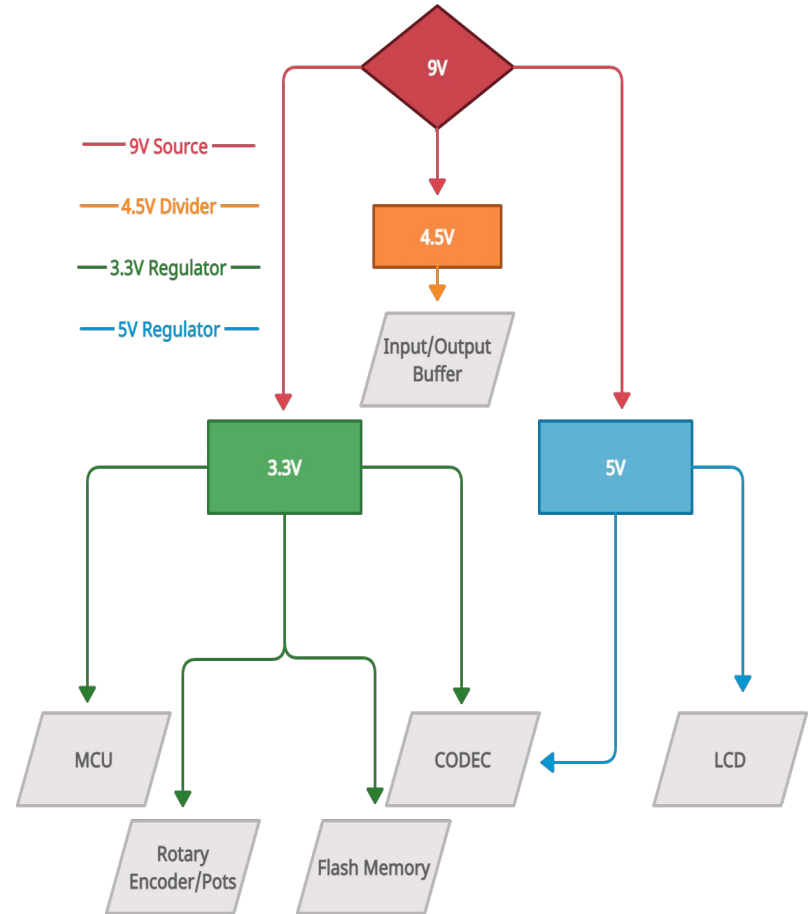 9V
9V Source
4.5V Divider
4.5V
3.3V Regulator
5V Regulator
Input/Output
Buffer
3.3V
5V
MCU
CODEC
LCD
Rotary
Encoder/Pots
Flash Memory